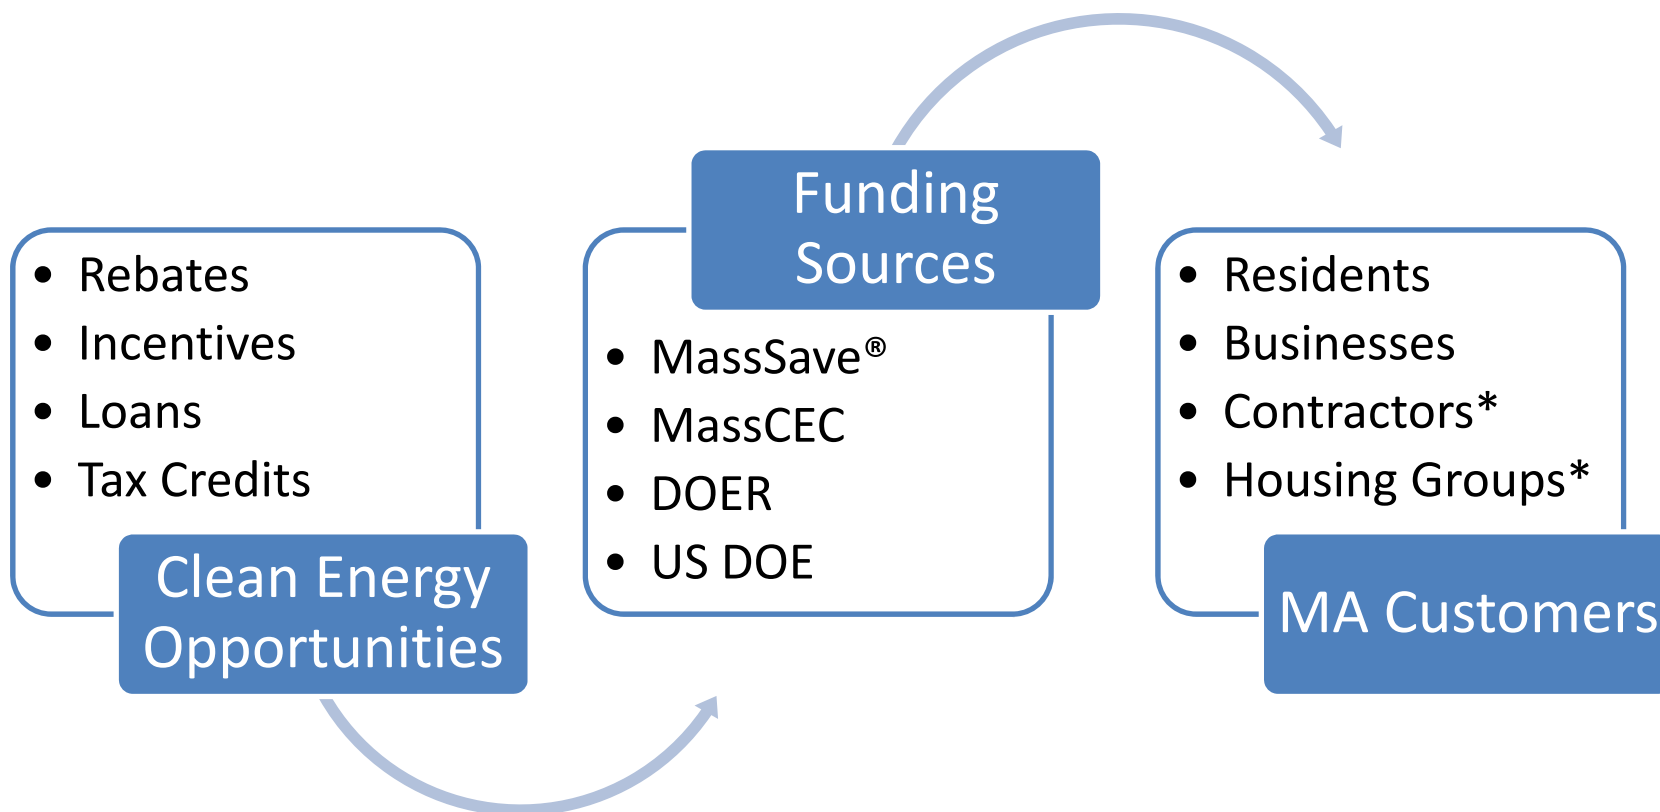 • Rebates
• Incentives
• Loans
• Tax Credits
Clean Energy
Opportunities
Funding
Sources
• MassSave®
• MassCEC
• DOER
• US DOE
• Residents
• Businesses
• Contractors*
• Housing Groups*
MA Customers